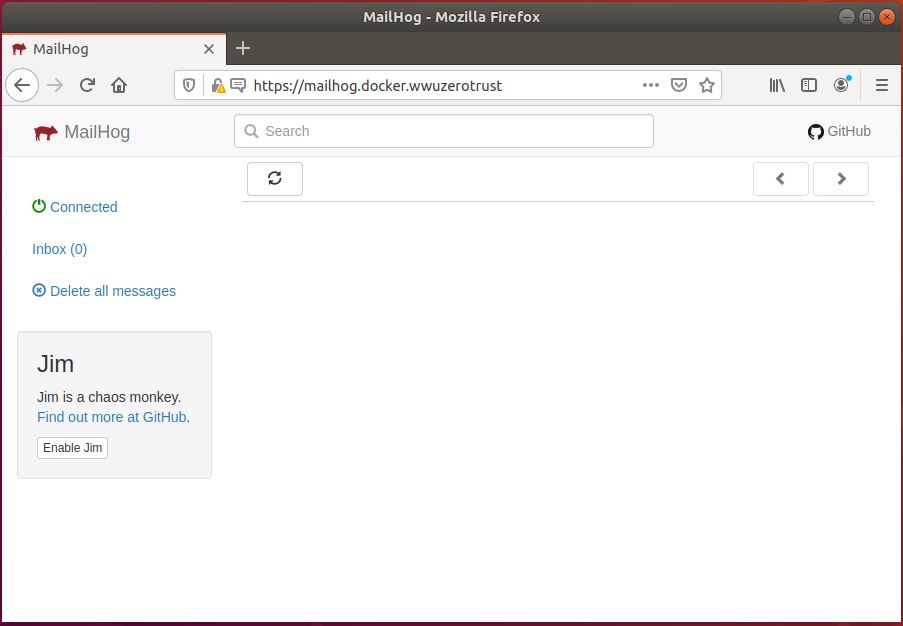 MailHog - Mozilla Firefox
MailHog
https://mailhog.docker.wwuzerotrust
MailHog
Search
GitHub
Connected
Inbox (0)
Delete all messages
Jim
Jim is a chaos monkey.
Find out more at GitHub.
Enable Jim